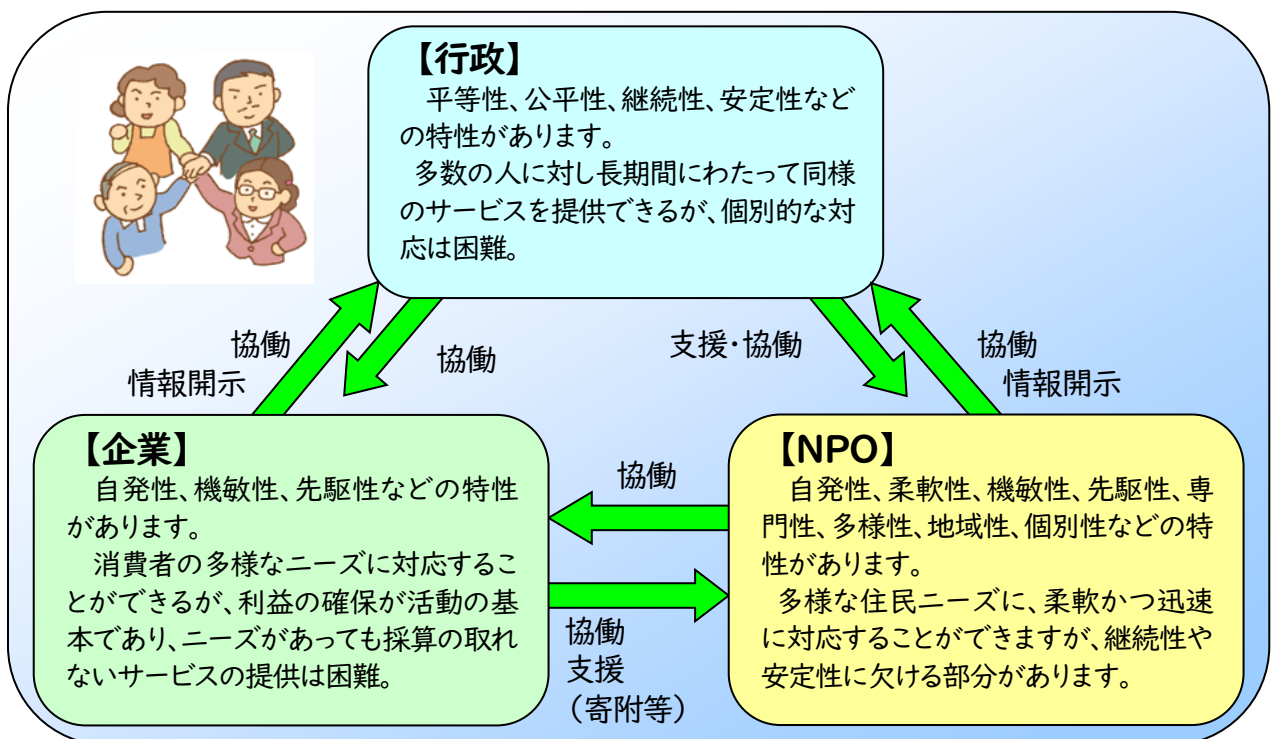 【行政】
平等性、公平性、継続性、安定性など
の特性があります。
多数の人に対し長期間にわたって同様
のサービスを提供できるが、個別的な対
応は困難。
協働
情報開示
協働
支援・協働
協働
情報開示
【企業】
自発性、機敏性、先駆性などの特性
があります。
消費者の多様なニーズに対応するこ
とができるが、利益の確保が活動の基
本であり、ニーズがあっても採算の取れ
ないサービスの提供は困難。
協働
協働
支援
（寄附等）
【NPO】
自発性、柔軟性、機敏性、先駆性、専
門性、多様性、地域性、個別性などの特
性があります。
多様な住民ニーズに、柔軟かつ迅速
に対応することができますが、継続性や
安定性に欠ける部分があります。